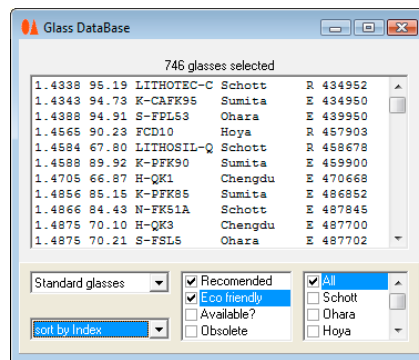 Glass DataBase
746 glasses selected
1.4338 95.19 LITHOTEC-C Schott R 434952
1.4343 94.73 K-CAFK95 Sumita E 434950
1.4388 94.91 S-FPL53 Ohara E 439950
1.4565 90.23 FCD10 Hoya R 457903
1.4584 67.80 LITHOSIL-Q Schott R 458678
1.4588 89.92 K-PFK90 Sumita E 459900
1.4705 66.87 H-QK1 Chengdu E 470668
1.4856 85.15 K-PFK85 Sumita E 486852
1.4866 84.43 N-FK51A Schott E 487845
1.4875 70.10 H-QK3 Chengdu E 487700
1.4875 70.21 S-FSL5 Ohara E 487702
Standard glasses
sort by Index
Recomended
Eco friendly
Available?
Obsolete
All
Schott
Ohara
Hoya